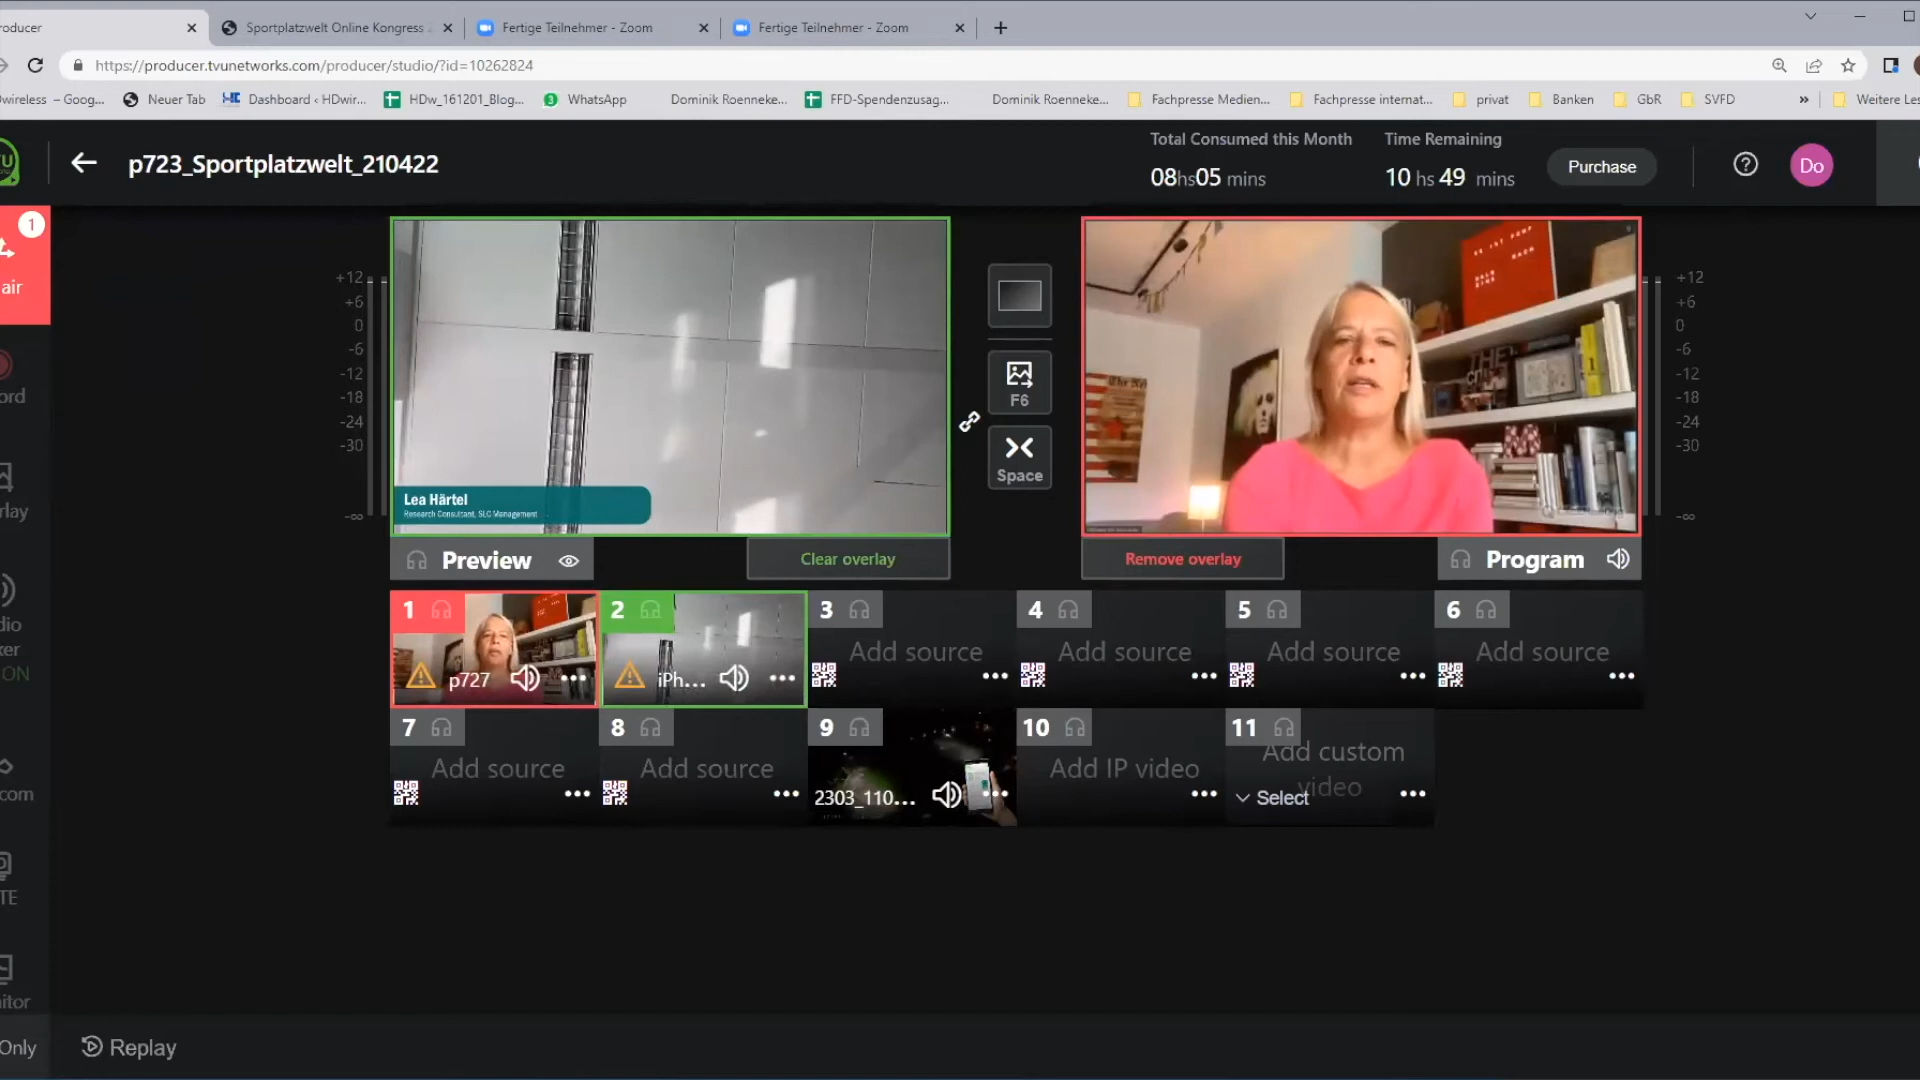 roducer
Sportplatzwelt Online Kongress
Fertige Teilnehmer - Zoom
Fertige Teilnehmer - Zoom
https://producer.tvunetworks.com/producer/studio/?id=10262824
wireless – Goog...
Neuer Tab
Dashboard ‹ HDwir...
HDw_161201_Blog...
WhatsApp
Dominik Roenneke...
FFD-Spendenzusag...
Dominik Roenneke...
Fachpresse Medien...
Fachpresse internat...
privat
Banken
GbR
SVFD
»
Weitere Les
p723_Sportplatzwelt_210422
Total Consumed this Month
08hs05 mins
Time Remaining
10 hs 49 mins
Purchase
Do
1
air
ord
rlay
dio
ker
ON
com
TE
itor
Only
+12
+6
0
-6
-12
-18
-24
-30
-∞
Lea Härtel
Research Consultant, SLC Management
F6
Space
+12
+6
0
-6
-12
-18
-24
-30
-∞
Preview
Clear overlay
Remove overlay
Program
1
p727
2
iPh...
3
Add source
4
Add source
5
Add source
6
Add source
7
Add source
8
Add source
9
2303_110...
10
Add IP video
11
Add custom
video
Select
Replay